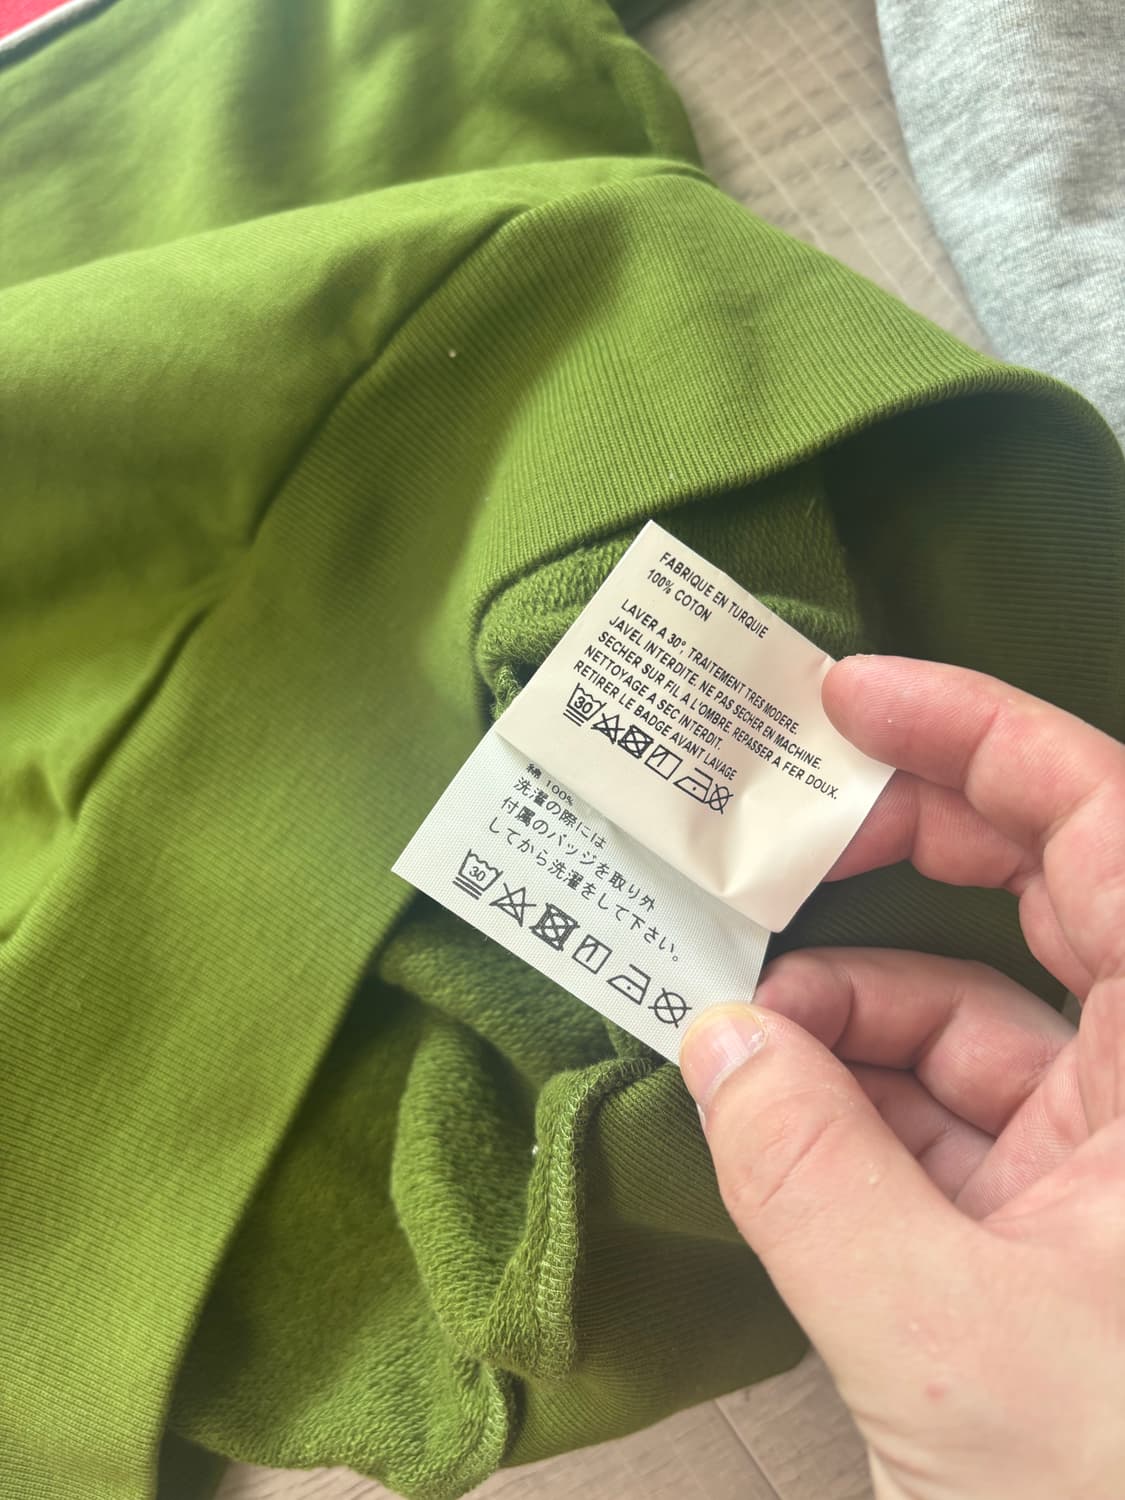 FABRIQUE EN TURQUIE
100% COTON
LAVER A 30°, TRAITEMENT TRES MODERE.
JAVEL INTERDITE. NE PAS SECHER EN MACHINE.
SECHER SUR FIL A L'OMBRE. REPASSER A FER DOUX.
NETTOYAGE A SEC INTERDIT.
RETIRER LE BADGE AVANT LAVAGE
30
綿 100%
洗濯の際には
付属のバッジを取り外
してから洗濯をして下さい。
30